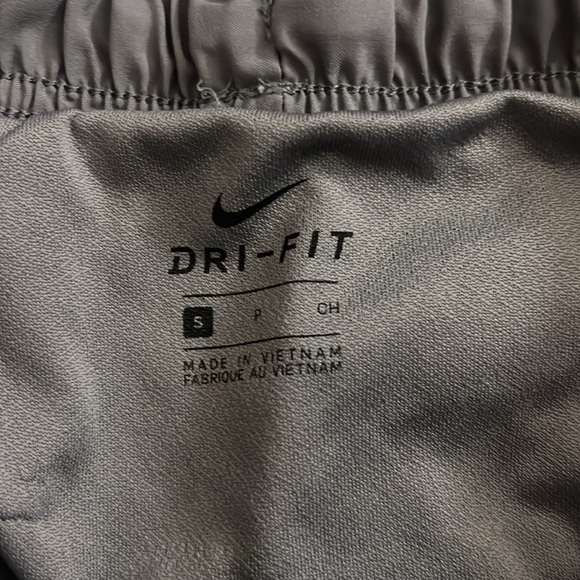 DRI-FIT
S P CH
MADE IN VIETNAM
FABRIQUE AU VIETNAM